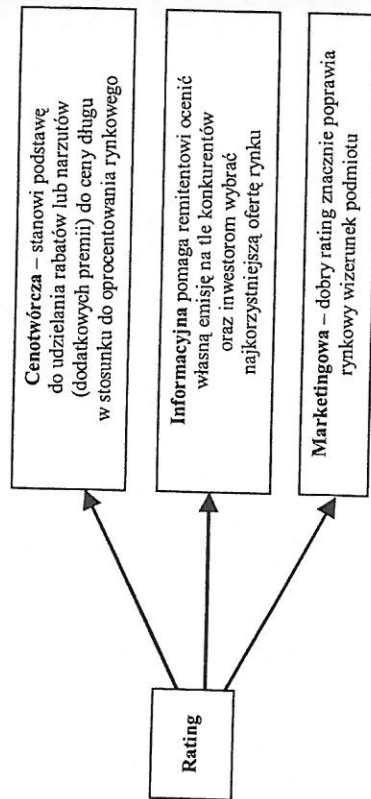 Rating
Cenotwórcza – stanowi podstawę
do udzielania rabatów lub narzutów
(dodatkowych premii) do ceny długu
w stosunku do oprocentowania rynkowego
Informacyjna pomaga remitentowi ocenić
własną emisję na tle konkurentów
oraz inwestorom wybrać
najkorzystniejszą ofertę rynku
Marketingowa – dobry rating znacznie poprawia
rynkowy wizerunek podmiotu